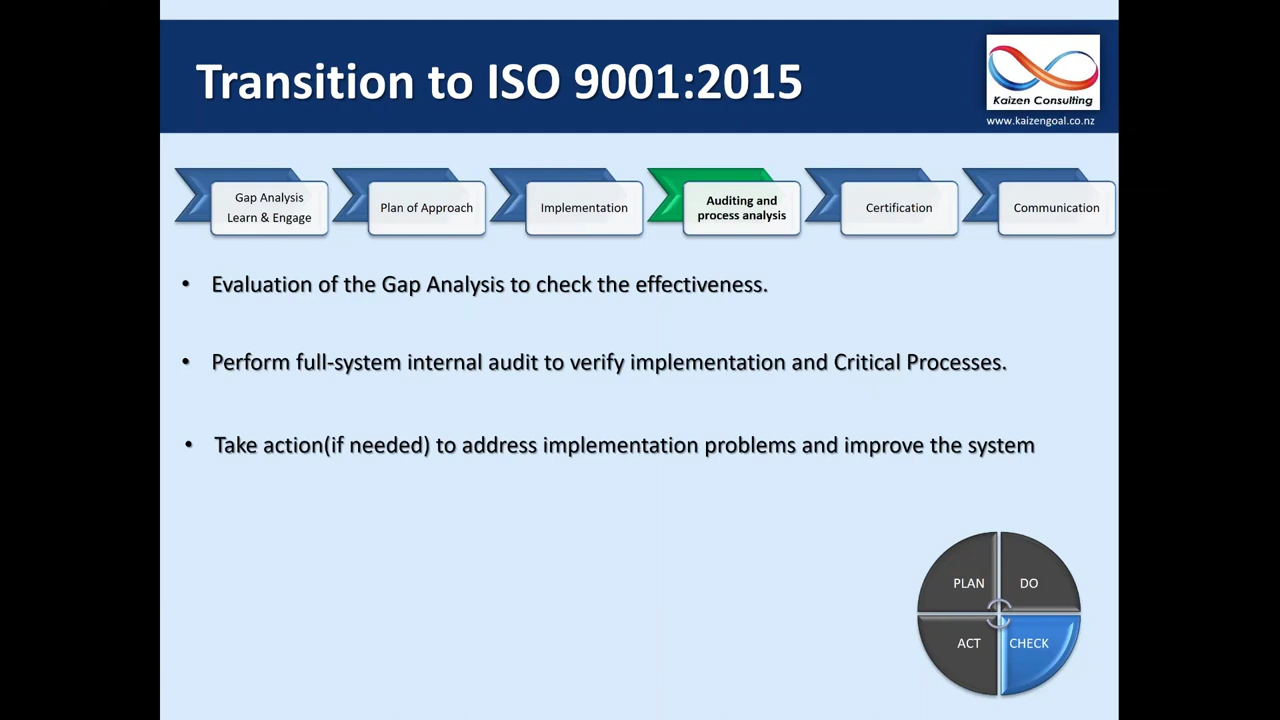 Transition to ISO 9001:2015
Kaizen Consulting
www.kaizengoal.co.nz
Gap Analysis
Learn & Engage
Plan of Approach
Implementation
Auditing and
process analysis
Certification
Communication
• Evaluation of the Gap Analysis to check the effectiveness.
• Perform full-system internal audit to verify implementation and Critical Processes.
• Take action(if needed) to address implementation problems and improve the system
PLAN
DO
ACT
CHECK